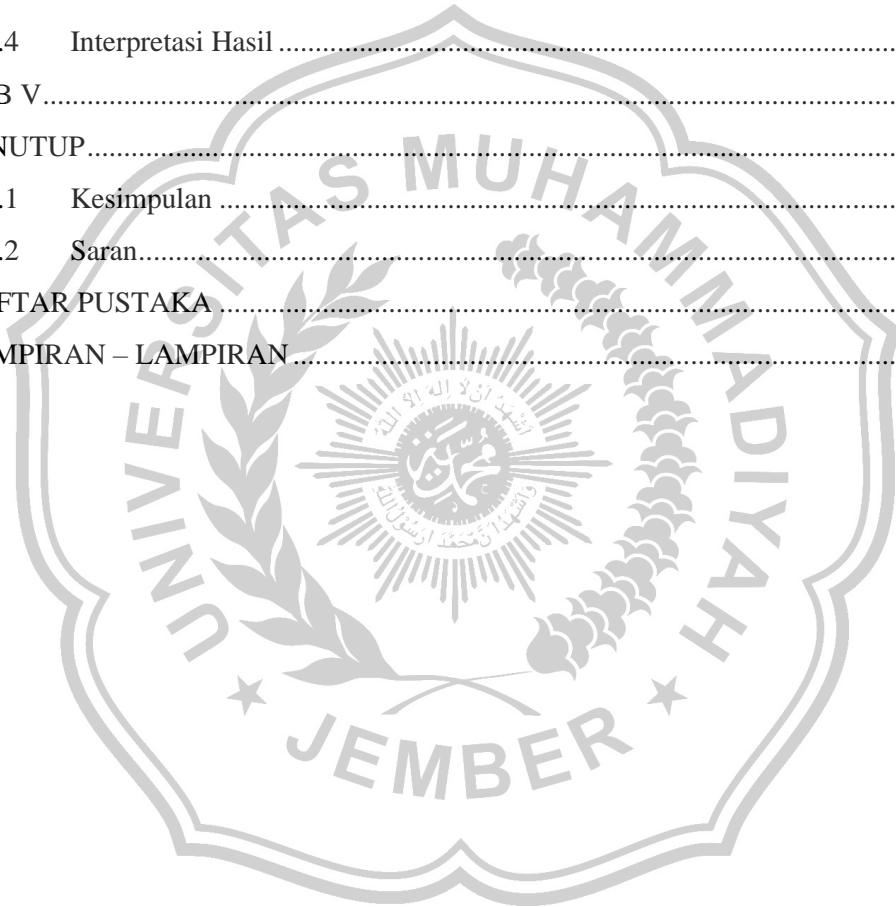 .4 Interpretasi Hasil ........................................................................................
B V........................................................................................................................
NUTUP..................................................................................................................
.1 Kesimpulan ................................................................................................
.2 Saran...........................................................................................................
FTAR PUSTAKA ................................................................................................
MPIRAN – LAMPIRAN ......................................................................................
UNIVERSITAS MUHAMMADIYAH
JEMBER